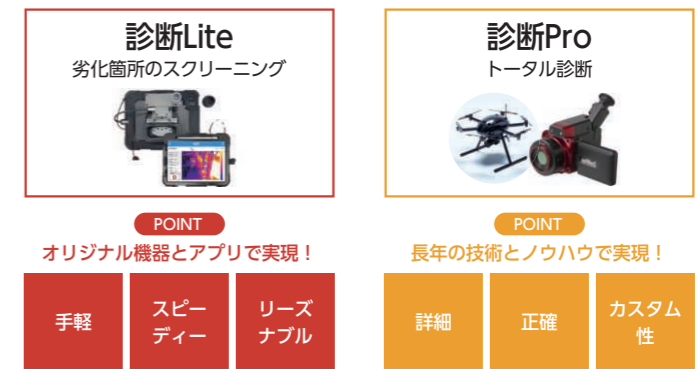 診断Lite
劣化箇所のスクリーニング
POINT
オリジナル機器とアプリで実現！
手軽
スピー
ディー
リーズ
ナブル
診断Pro
トータル診断
POINT
長年の技術とノウハウで実現！
詳細
正確
カスタム
性